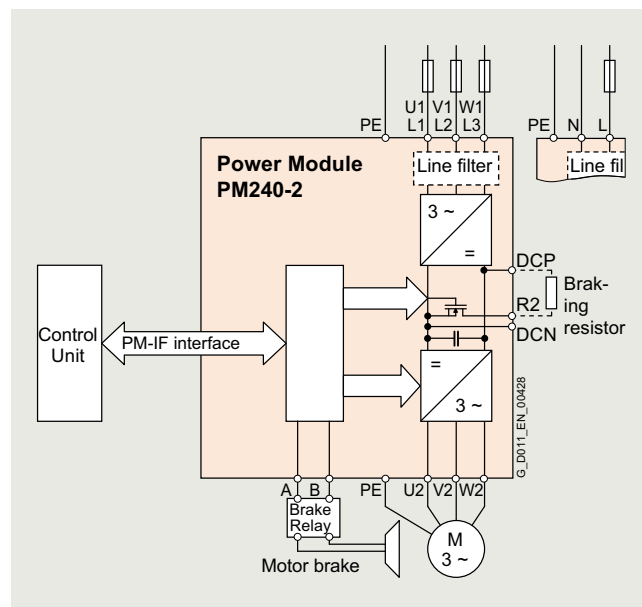 U1 V1 W1
PE L1 L2 L3
PE N L
Power Module
PM240-2
Line filter
Line fil
3 ~
=
DCP
R2
DCN
Brak-
ing
resistor
Control
Unit
PM-IF interface
=
3 ~
G_D011_EN_00428
A B PE U2 V2 W2
Brake
Relay
Motor brake
M
3 ~